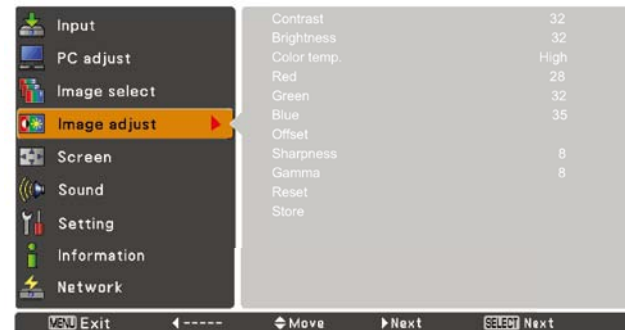 Input
PC adjust
Image select
Image adjust
Screen
Sound
Setting
Information
Network
Contrast 32
Brightness 32
Color temp. High
Red 28
Green 32
Blue 35
Offset
Sharpness 8
Gamma 8
Reset
Store
MENU Exit ----- Move Next SELECT Next